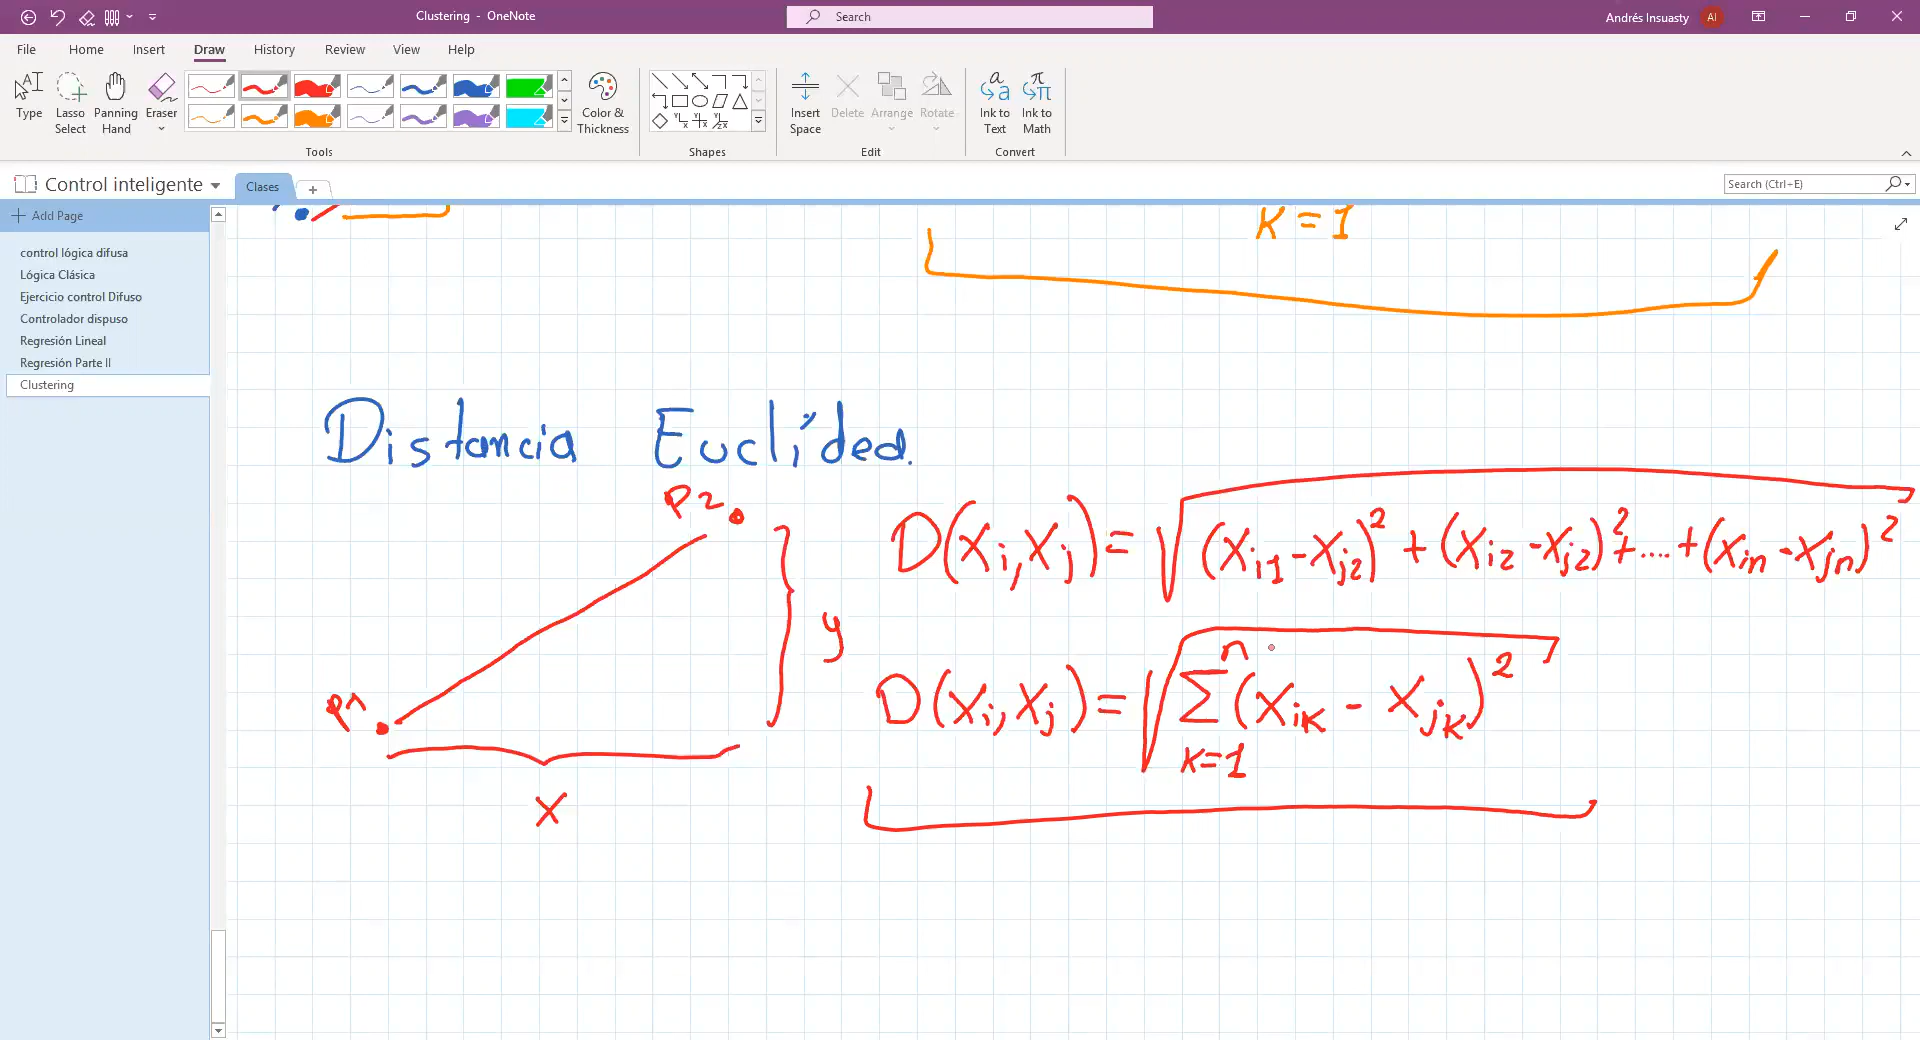 Clustering - OneNote
Search
Andrés Insuasty
AI
File Home Insert Draw History Review View Help
Type
Lasso Select
Panning Hand
Eraser
Color & Thickness
Insert Space
Delete
Arrange
Rotate
Ink to Text
Ink to Math
Tools
Shapes
Edit
Convert
Control inteligente
Clases
Search (Ctrl+E)
Add Page
control lógica difusa
Lógica Clásica
Ejercicio control Difuso
Controlador dispuso
Regresión Lineal
Regresión Parte II
Clustering
K = 1
Distancia Euclídea.
P2
P1
y
X
D(Xi, Xj) = √((Xi1 - Xj2)² + (Xi2 - Xj2)² + .... + (Xin - Xjn)²)
D(Xi, Xj) = √(Σ n K=1 (XiK - XjK)²)